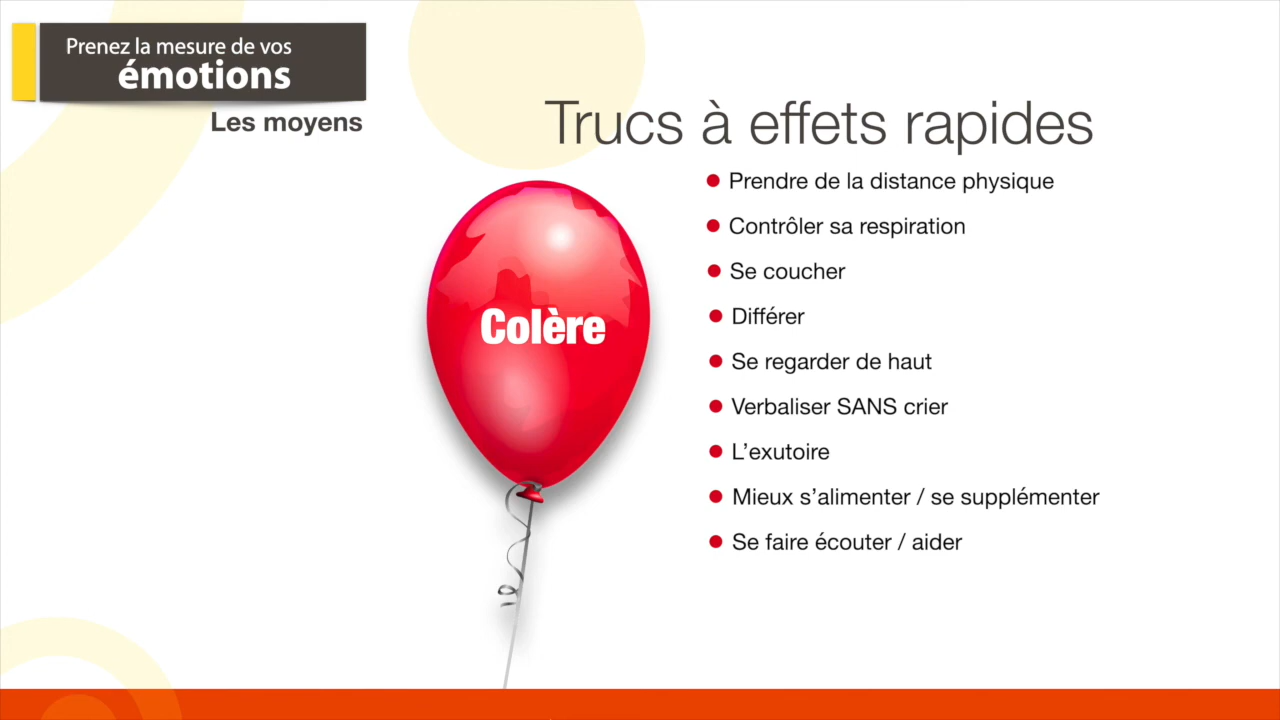 Prenez la mesure de vos
émotions
Les moyens
Trucs à effets rapides
Colère
● Prendre de la distance physique
● Contrôler sa respiration
● Se coucher
● Différer
● Se regarder de haut
● Verbaliser SANS crier
● L’exutoire
● Mieux s’alimenter / se supplémenter
● Se faire écouter / aider